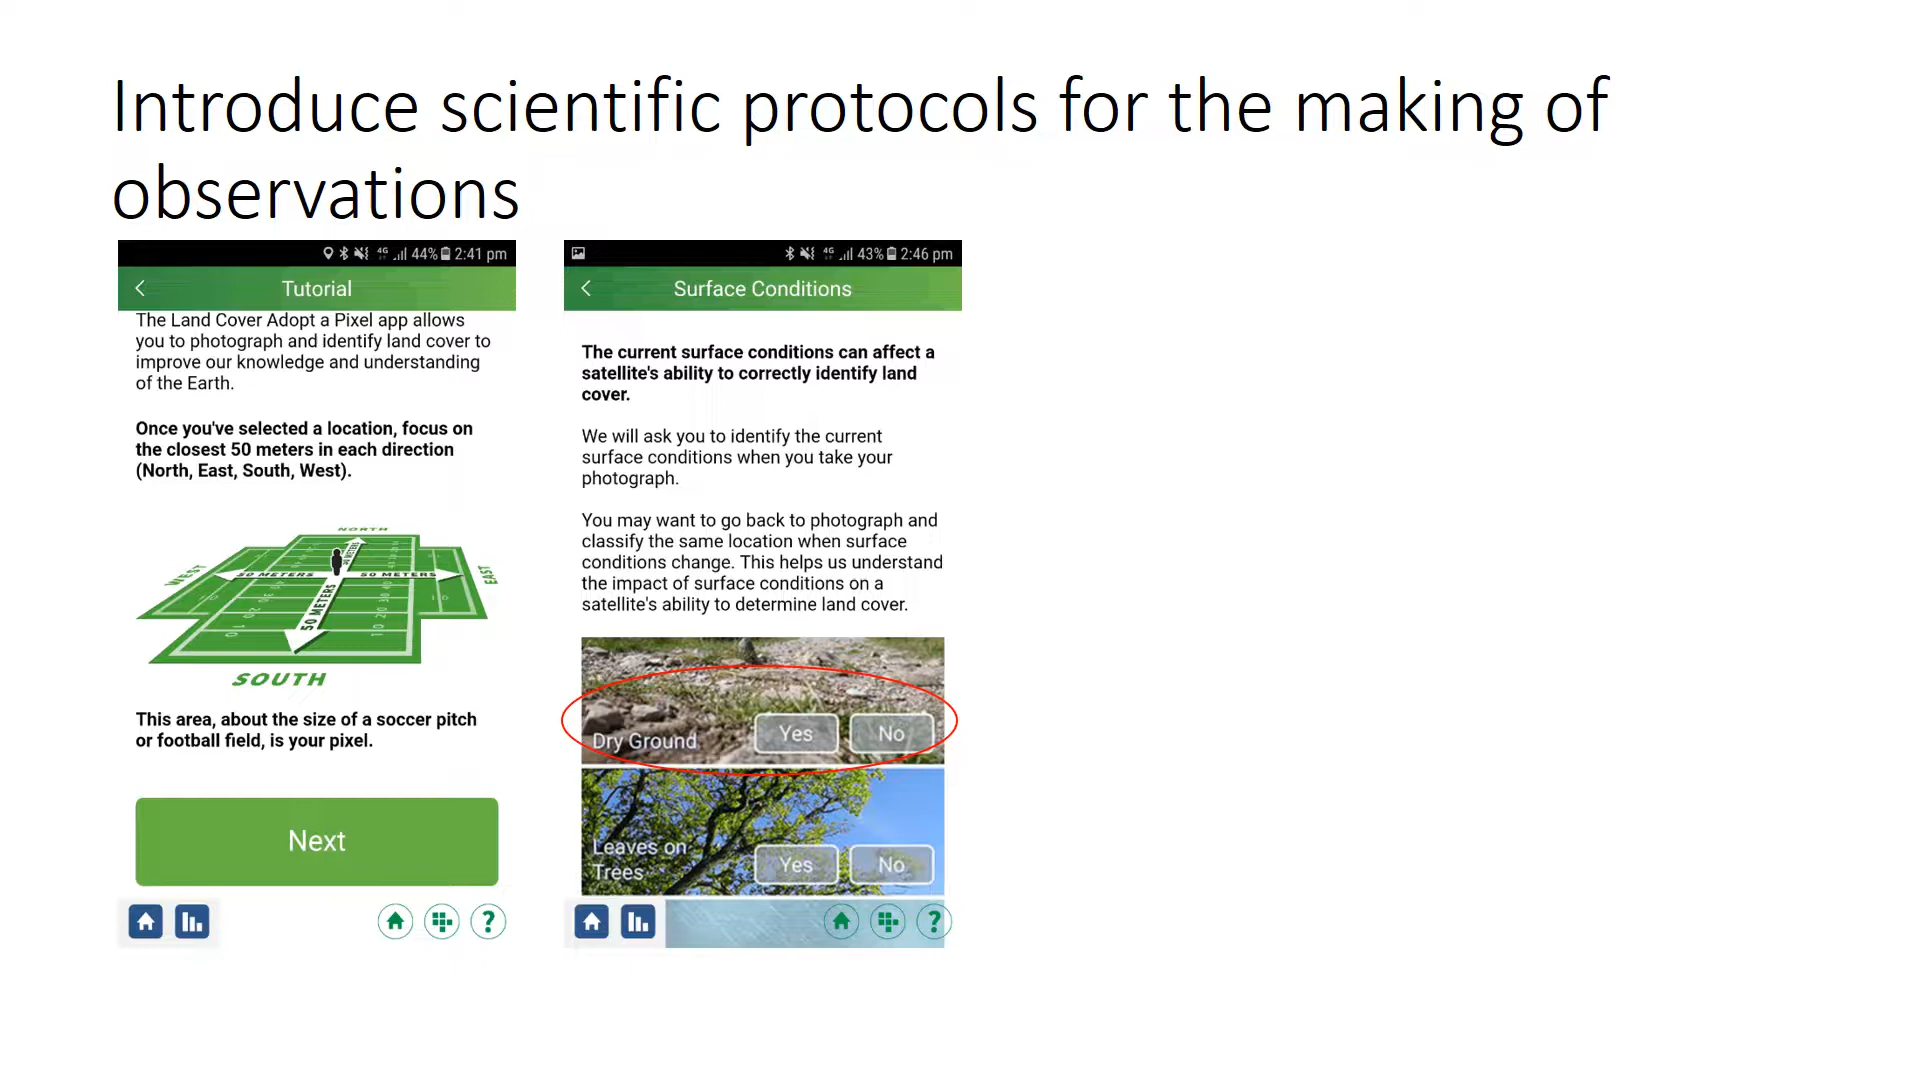 Introduce scientific protocols for the making of
observations
4G 44% 2:41 pm
Tutorial
The Land Cover Adopt a Pixel app allows
you to photograph and identify land cover to
improve our knowledge and understanding
of the Earth.
Once you've selected a location, focus on
the closest 50 meters in each direction
(North, East, South, West).
NORTH
WEST
50 METERS
50 METERS
50 METERS
50 METERS
EAST
SOUTH
This area, about the size of a soccer pitch
or football field, is your pixel.
Next
?
4G 43% 2:46 pm
Surface Conditions
The current surface conditions can affect a
satellite's ability to correctly identify land
cover.
We will ask you to identify the current
surface conditions when you take your
photograph.
You may want to go back to photograph and
classify the same location when surface
conditions change. This helps us understand
the impact of surface conditions on a
satellite's ability to determine land cover.
Dry Ground Yes No
Leaves on
Trees Yes No
?